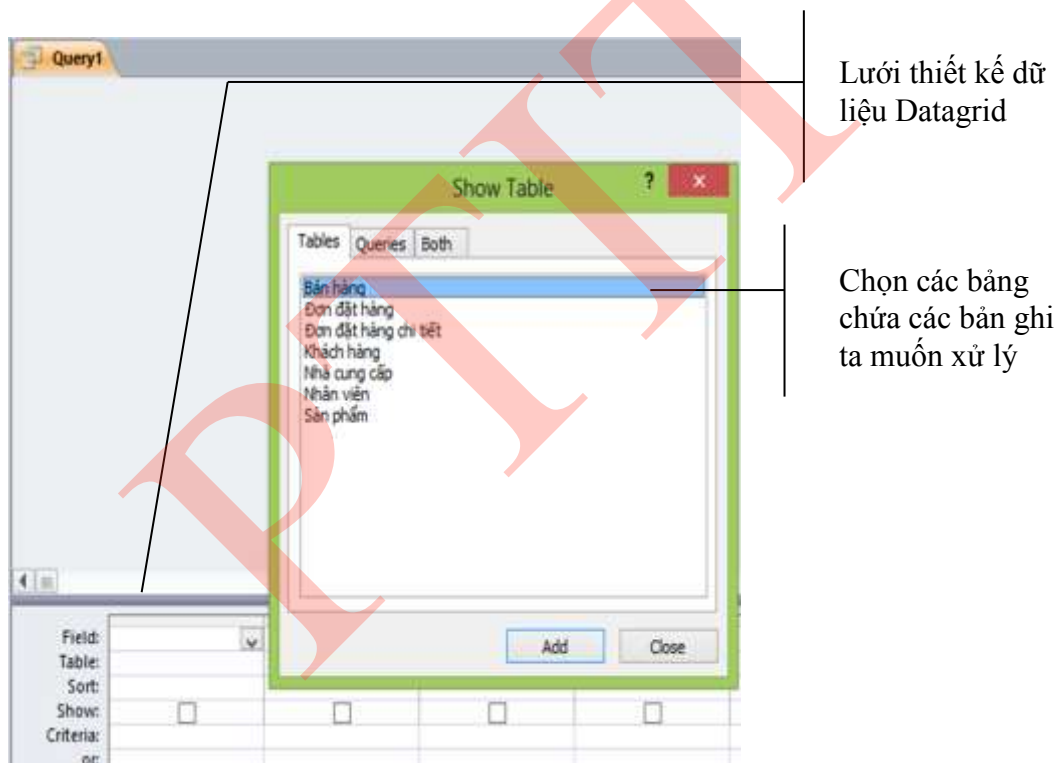 Query1
Lưới thiết kế dữ
liệu Datagrid
Show Table
?
x
Tables Queries Both
Bán hàng
Đơn đặt hàng
Đơn đặt hàng chi tiết
Khách hàng
Nhà cung cấp
Nhân viên
Sản phẩm
Chọn các bảng
chứa các bản ghi
ta muốn xử lý
Add Close
Field:
Table:
Sort:
Show:
Criteria:
or:
PTIT